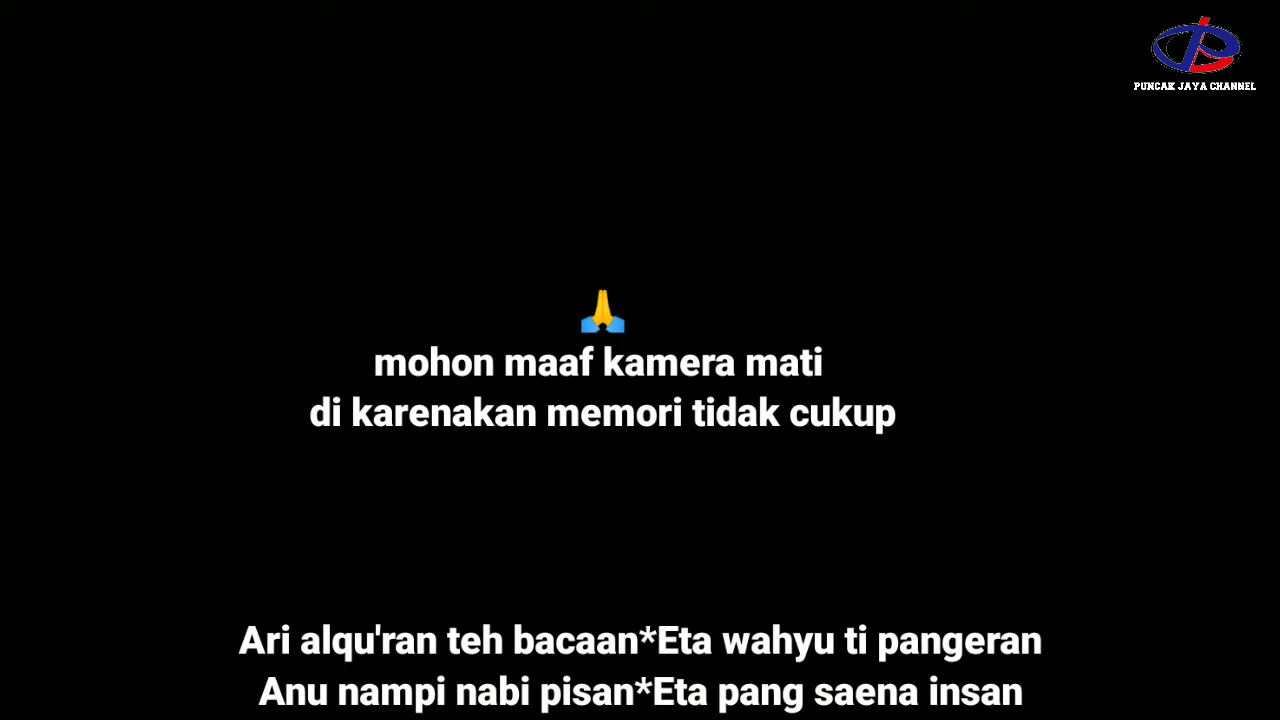 PUNCAK JAYA CHANNEL
🙏
mohon maaf kamera mati
di karenakan memori tidak cukup
Ari alqu'ran teh bacaan*Eta wahyu ti pangeran
Anu nampi nabi pisan*Eta pang saena insan